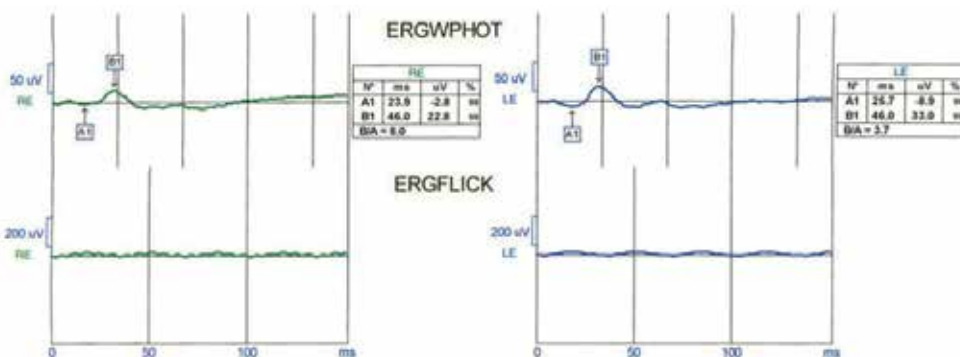 ERGWPHOT
50 uV
RE
B1
A1
RE
N° ms uV %
A1 23.9 -2.8
B1 46.0 22.8
B/A = 8.0
50 uV
LE
B1
A1
LE
N° ms uV %
A1 25.7 -8.9
B1 46.0 33.0
B/A = 3.7
ERGFLICK
200 uV
RE
0 50 100 ms
200 uV
LE
0 50 100 ms